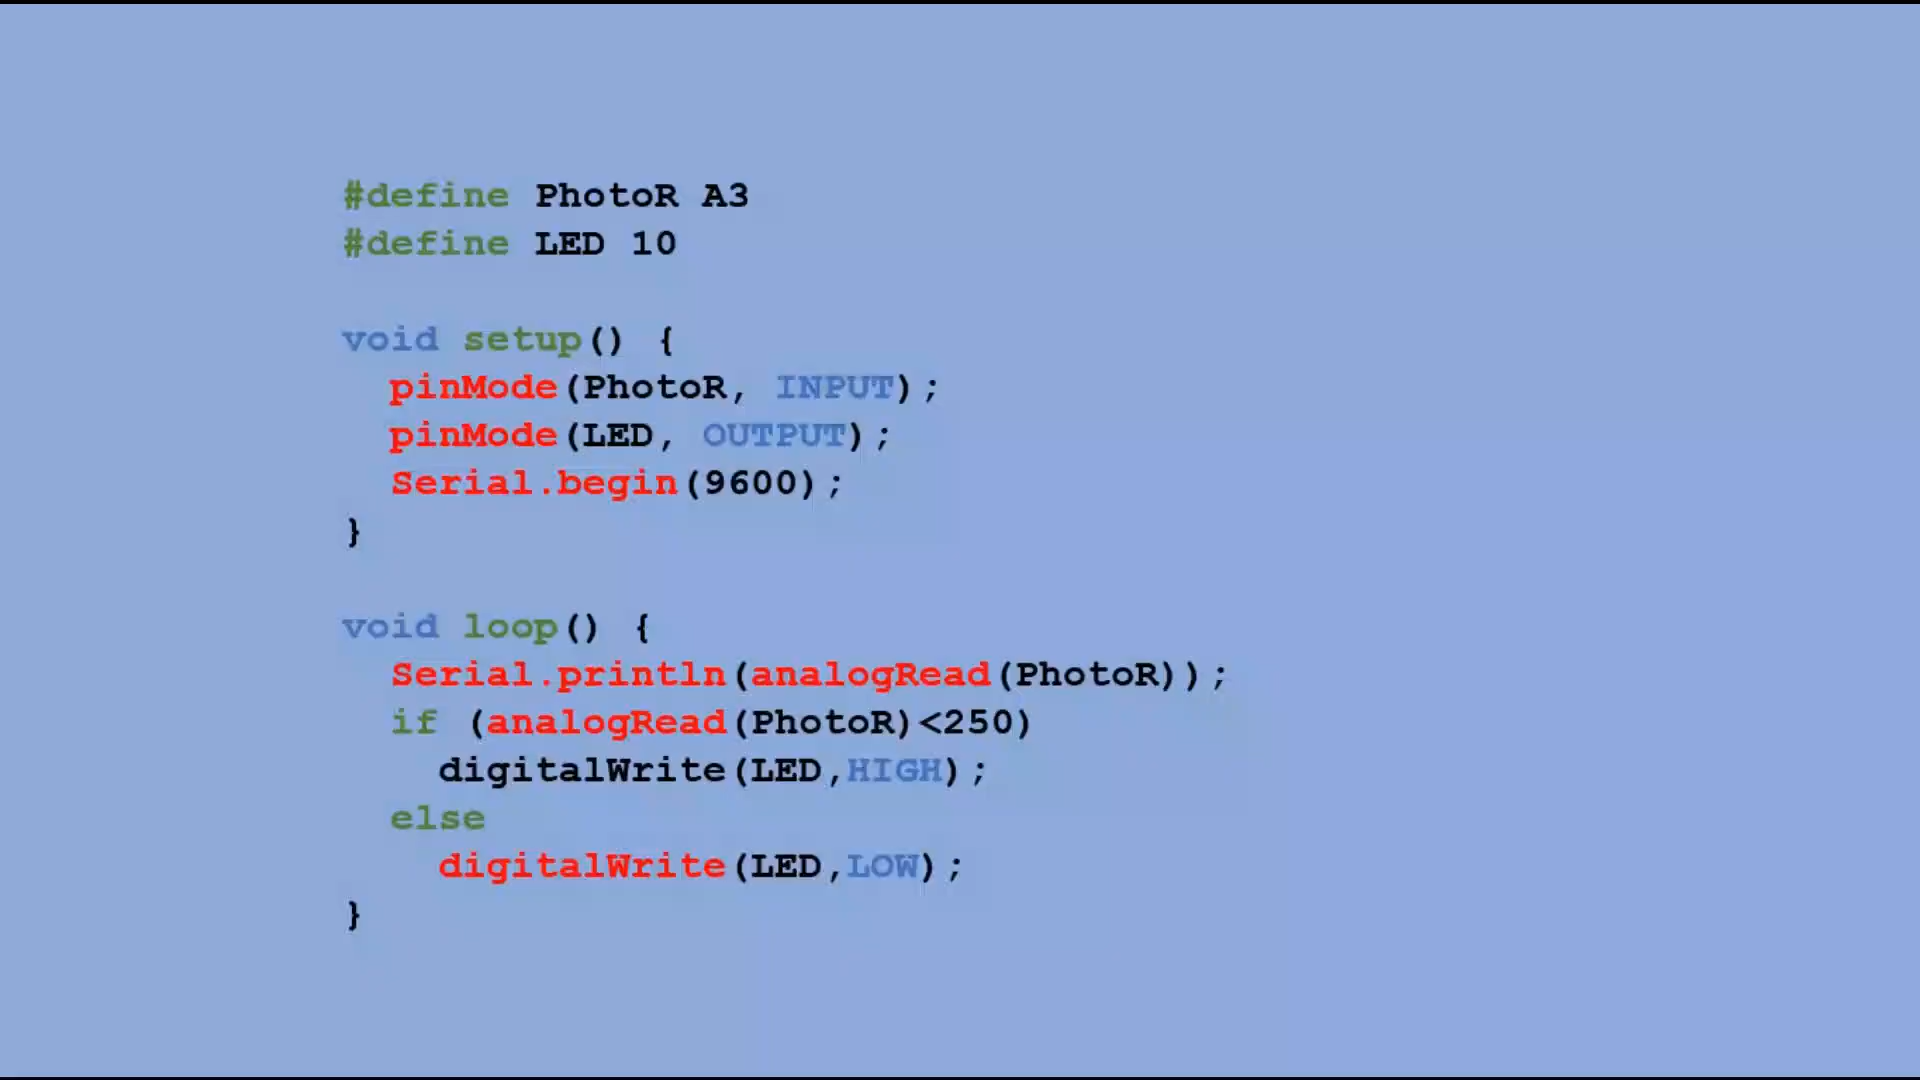 #define PhotoR A3
#define LED 10
void setup() {
pinMode(PhotoR, INPUT);
pinMode(LED, OUTPUT);
Serial.begin(9600);
}
void loop() {
Serial.println(analogRead(PhotoR));
if (analogRead(PhotoR)<250)
digitalWrite(LED,HIGH);
else
digitalWrite(LED,LOW);
}